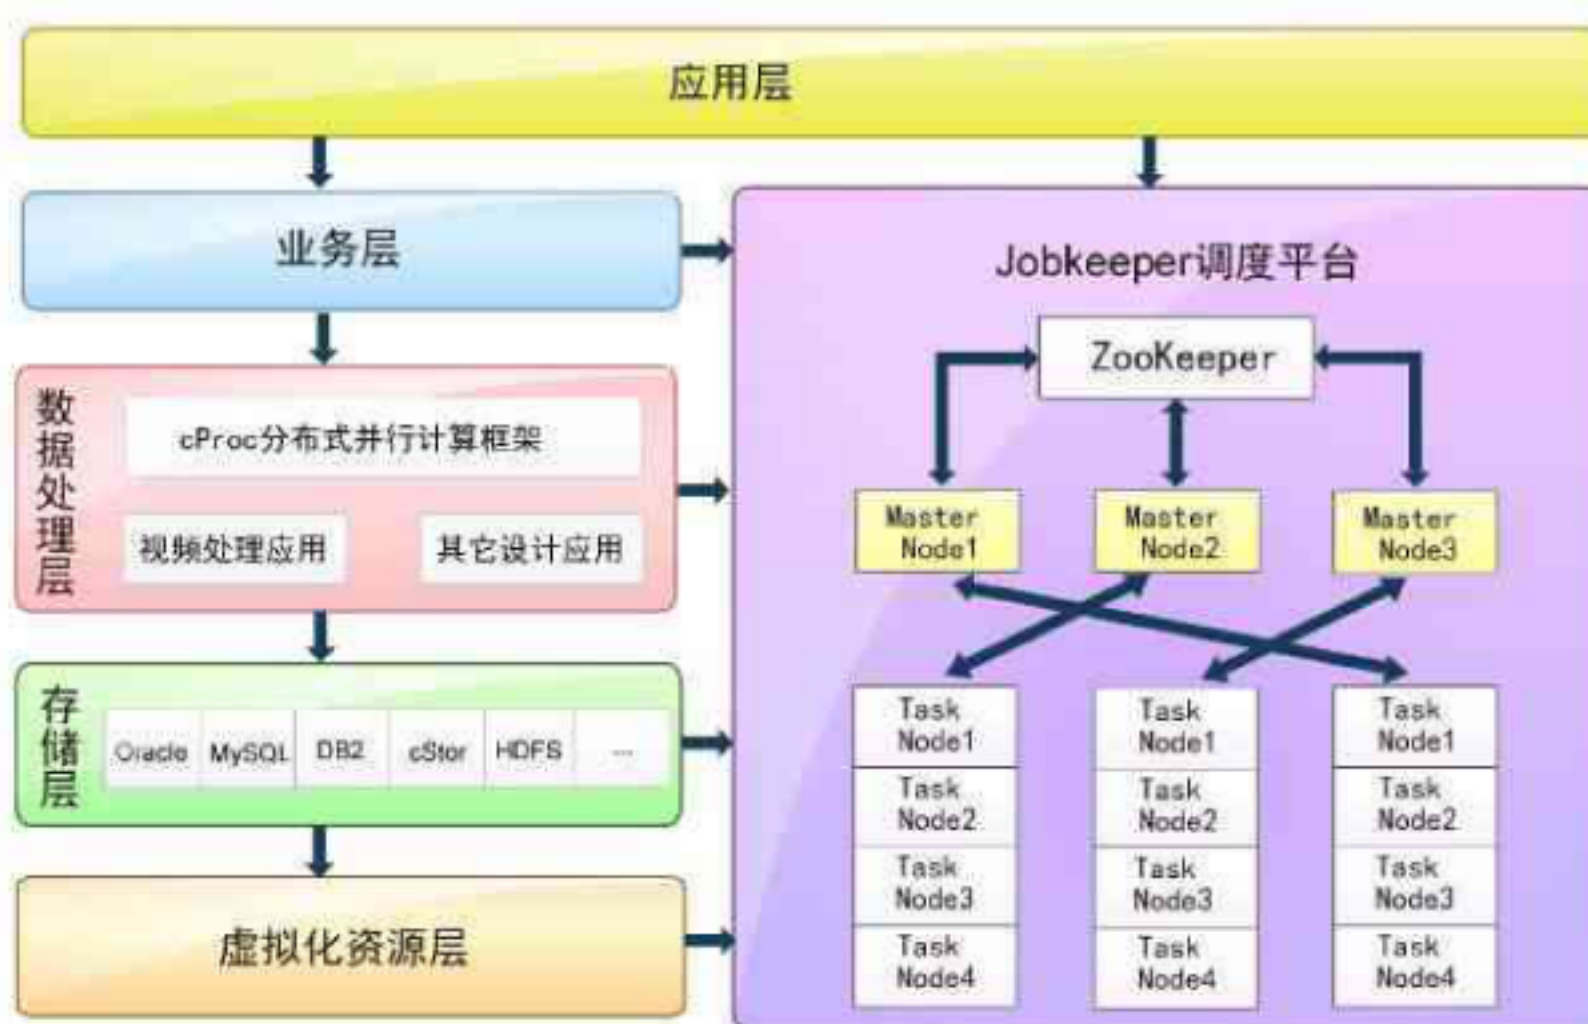 应用层
业务层
数据处理层
cProc分布式并行计算框架
视频处理应用
其它设计应用
存储层
Oracle
MySQL
DB2
cStor
HDFS
...
虚拟化资源层
Jobkeeper调度平台
ZooKeeper
Master
Node1
Master
Node2
Master
Node3
Task
Node1
Task
Node2
Task
Node3
Task
Node4
Task
Node1
Task
Node2
Task
Node3
Task
Node4
Task
Node1
Task
Node2
Task
Node3
Task
Node4